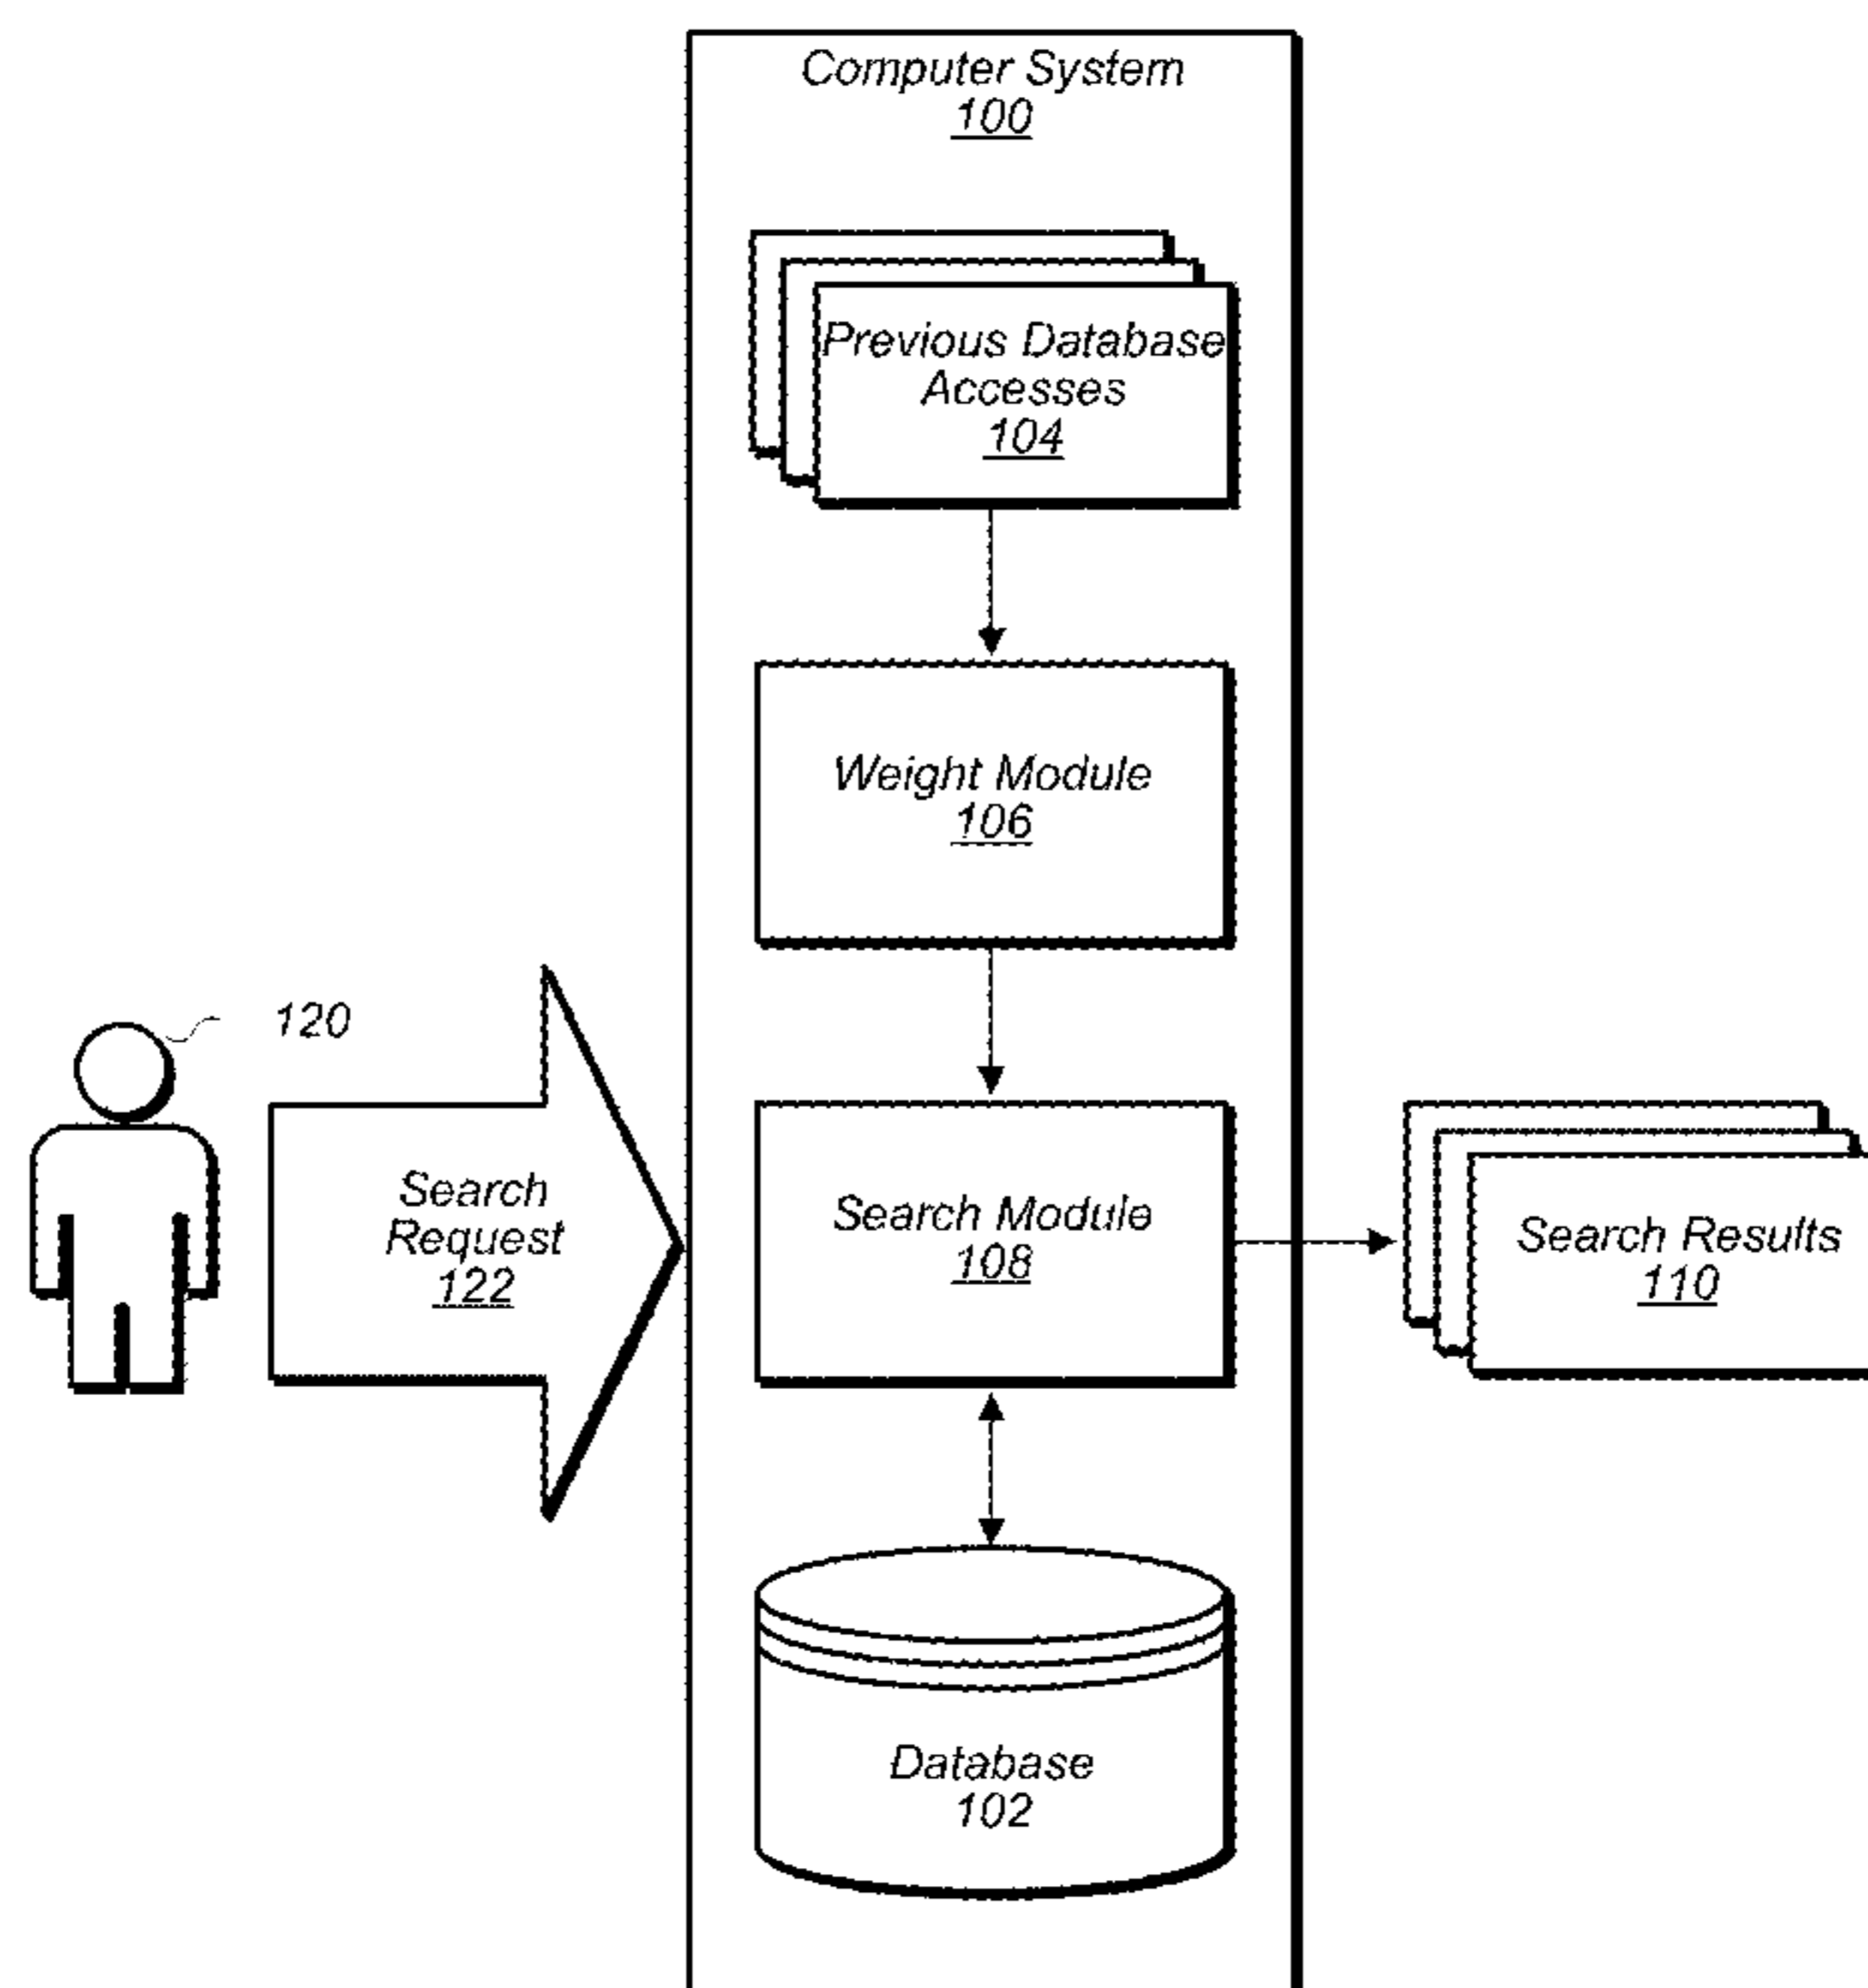 Computer System
100
Previous Database
Accesses
104
Weight Module
106
120
Search
Request
122
Search Module
108
Search Results
110
Database
102